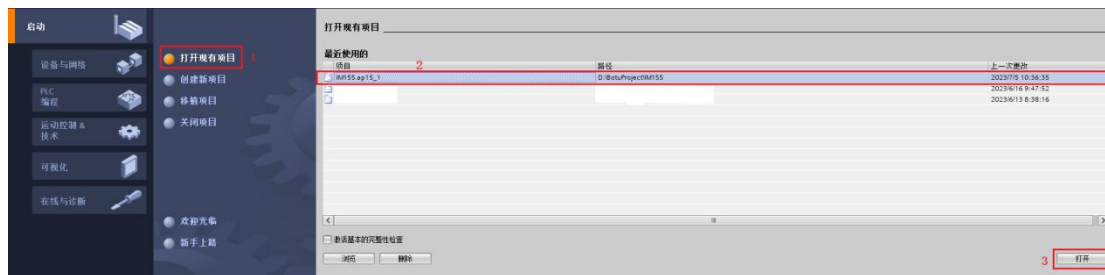 启动
设备与网络
PLC
编程
运动控制 &
技术
可视化
在线与诊断
打开现有项目 1
创建新项目
移植项目
关闭项目
欢迎光临
新手上路
打开现有项目
最近使用的
项目 2 路径 上一次更改
IM155.ap15_1 D:\BotuProject\IM155 2023/7/5 10:36:35
2023/6/16 9:47:52
2023/6/13 8:38:16
激活基本的完整性检查
浏览 删除 3 打开